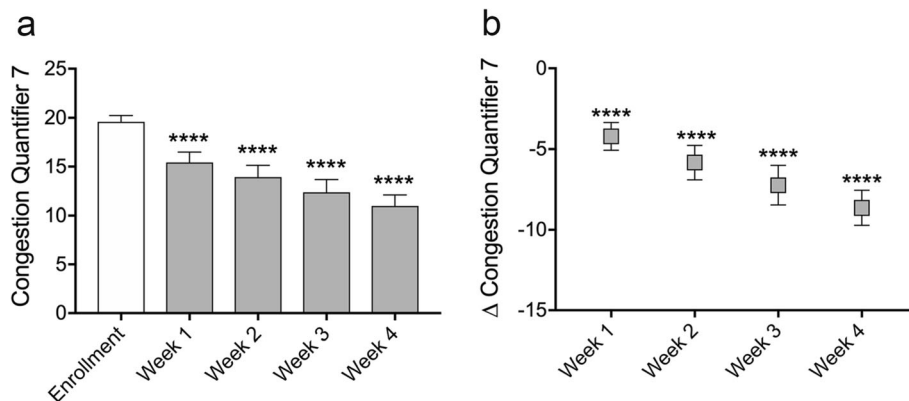 a
Congestion Quantifier 7
25
20
15
10
5
0
****
****
****
****
Enrollment
Week 1
Week 2
Week 3
Week 4
b
Δ Congestion Quantifier 7
0
-5
-10
-15
****
****
****
****
Week 1
Week 2
Week 3
Week 4